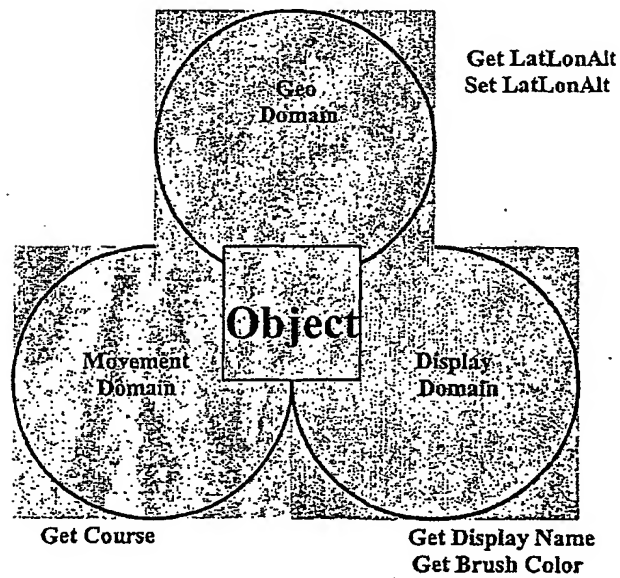 Get LatLonAlt
Set LatLonAlt
Geo
Domain
Object
Movement
Domain
Display
Domain
Get Course
Get Display Name
Get Brush Color